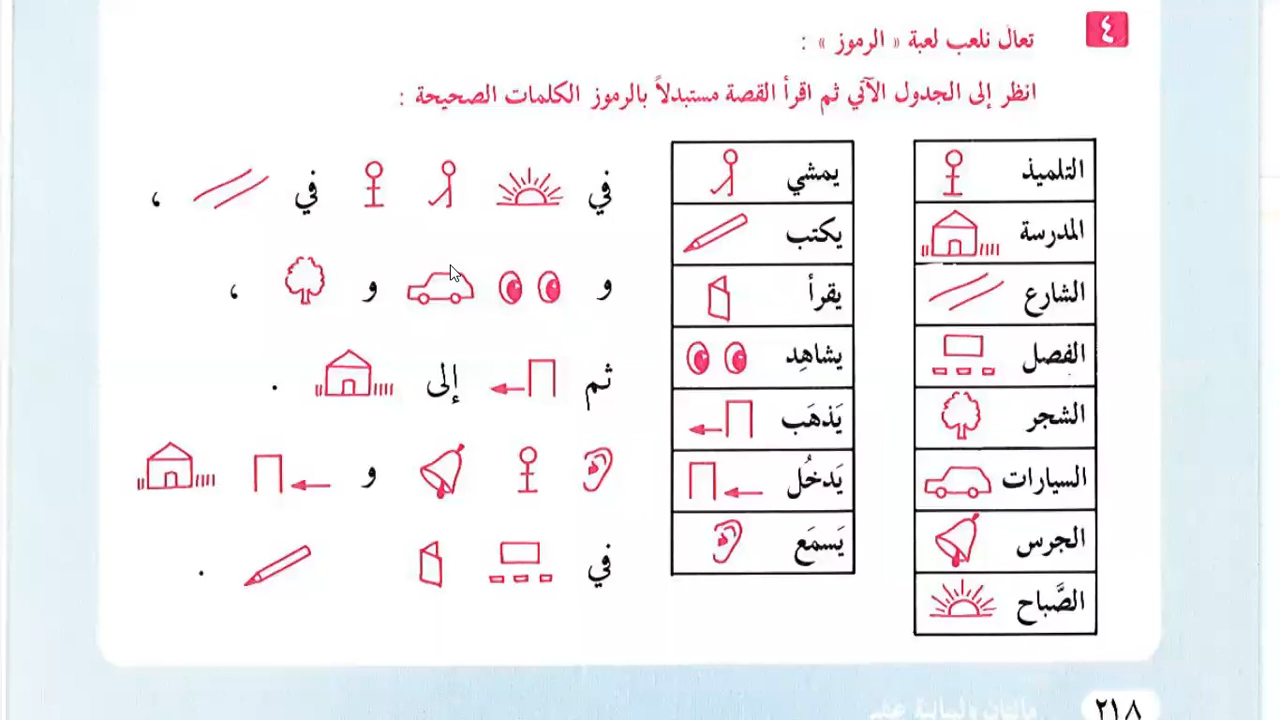 ٤
تعال نلعب لعبة « الرموز » :
انظر إلى الجدول الآتي ثم اقرأ القصة مستبدلاً بالرموز الكلمات الصحيحة :
التلميذ
المدرسة
الشارع
الفصل
الشجر
السيارات
الجرس
الصَّباح
يمشي
يكتب
يقرأ
يشاهِد
يَذهَب
يَدخُل
يَسمَع
في في ،
و و ،
ثم إلى .
و
في .
٢١٨